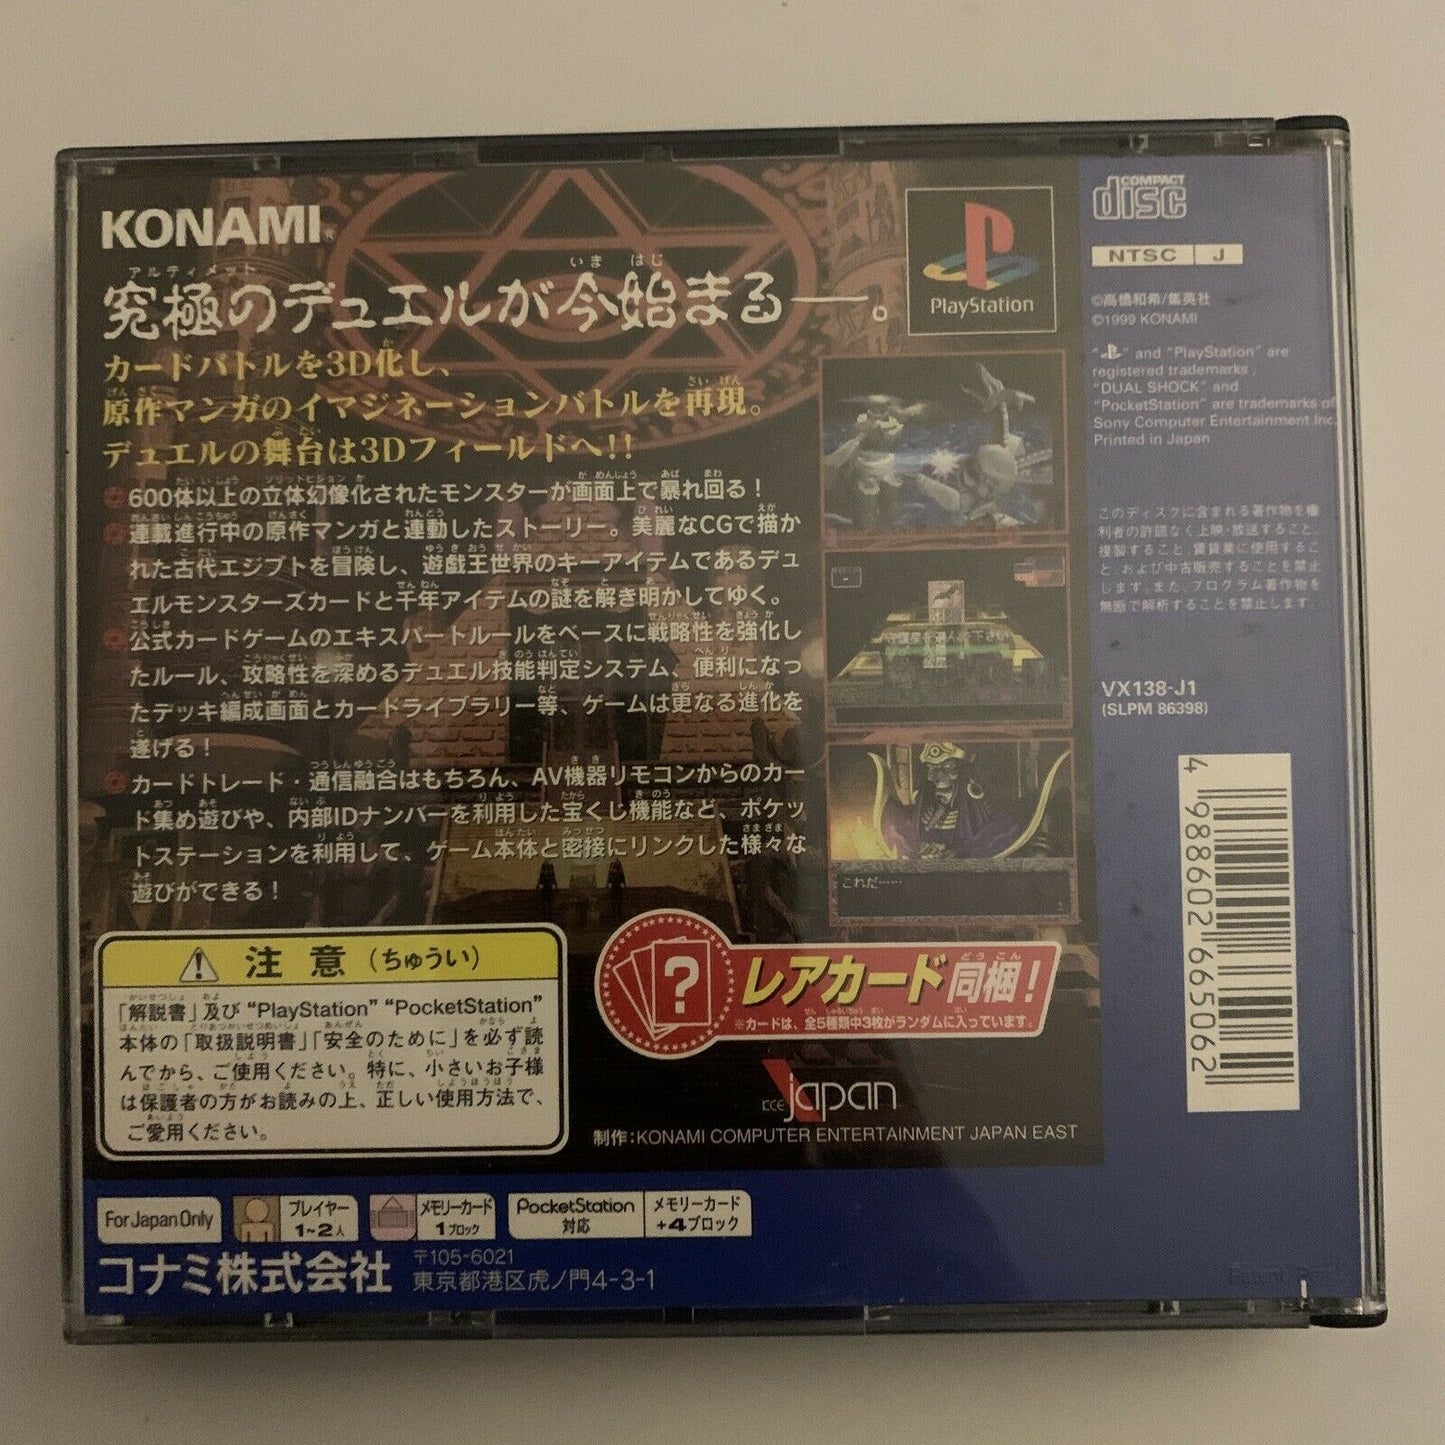 KONAMI
アルティメット いま はじ
究極のデュエルが今始まる──。
カードバトルを3D化し、
原作マンガのイマジネーションバトルを再現。
デュエルの舞台は3Dフィールドへ!!
600体以上の立体幻像化されたモンスターが画面上で暴れ回る!
連載進行中の原作マンガと連動したストーリー。美麗なCGで描か
れた古代エジプトを冒険し、遊戯王世界のキーアイテムであるデュ
エルモンスターズカードと千年アイテムの謎を解き明かしてゆく。
公式カードゲームのエキスパートルールをベースに戦略性を強化し
たルール、攻略性を深めるデュエル技能判定システム、便利になっ
たデッキ編成画面とカードライブラリー等、ゲームは更なる進化を
遂げる!
カードトレード・通信融合はもちろん、AV機器リモコンからのカー
ド集め遊びや、内部IDナンバーを利用した宝くじ機能など、ポケッ
トステーションを利用して、ゲーム本体と密接にリンクした様々な
遊びができる!
PlayStation
守護星を選んで下さい
これだ……
注意(ちゅうい)
「解説書」及び"PlayStation" "PocketStation"
本体の「取扱説明書」「安全のために」を必ず読
んでから、ご使用ください。特に、小さいお子様
は保護者の方がお読みの上、正しい使用方法で、
ご愛用ください。
?
レアカード同梱!
※カードは、全5種類中3枚がランダムに入っています。
KCE japan
制作:KONAMI COMPUTER ENTERTAINMENT JAPAN EAST
For Japan Only
プレイヤー
1~2人
メモリーカード
1ブロック
PocketStation
対応
メモリーカード
+4ブロック
コナミ株式会社
〒105-6021
東京都港区虎ノ門4-3-1
COMPACT
disc
NTSC J
©高橋和希/集英社
©1999 KONAMI
" " and "PlayStation" are
registered trademarks ,
"DUAL SHOCK" and
"PocketStation" are trademarks of
Sony Computer Entertainment Inc.
Printed in Japan
このディスクに含まれる著作物を権
利者の許諾なく上映・放送すること、
複製すること、賃貸業に使用するこ
と、および中古販売することを禁止
します。また、プログラム著作物を
無断で解析することを禁止します。
VX138-J1
(SLPM 86398)
4 988602 665062